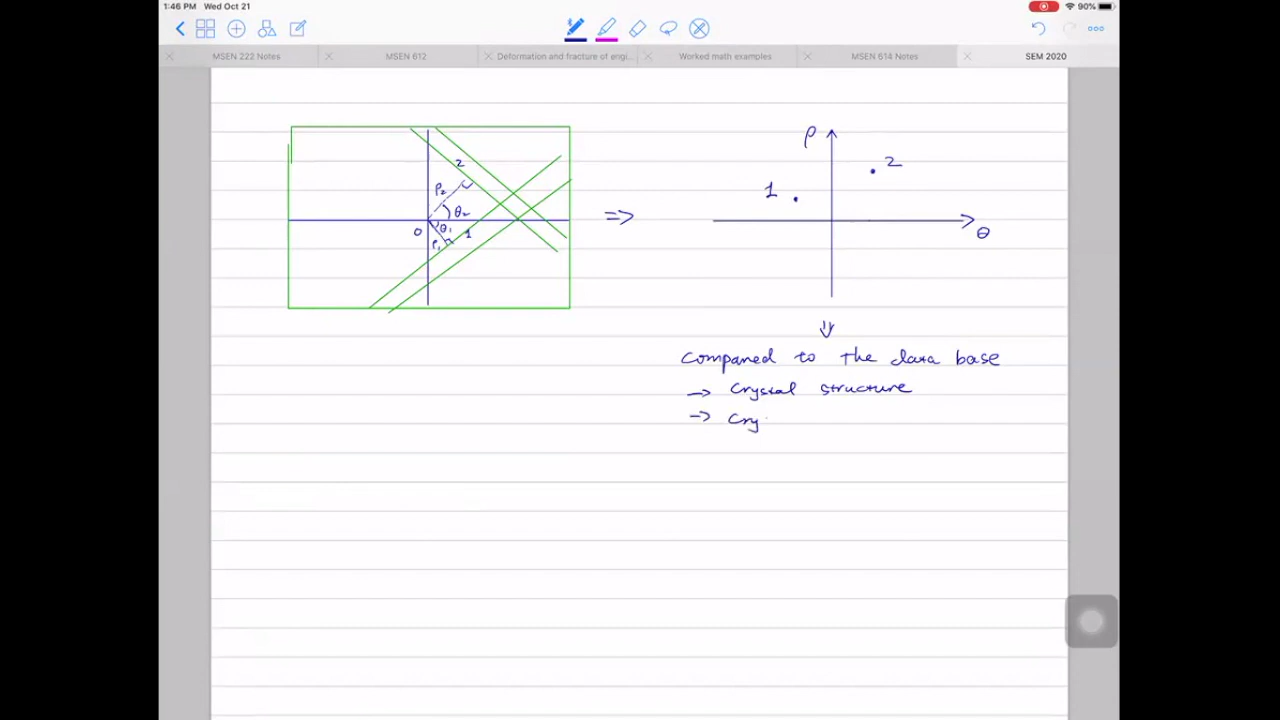 1:46 PM Wed Oct 21
90%
MSEN 222 Notes
MSEN 612
Deformation and fracture of engi...
Worked math examples
MSEN 614 Notes
SEM 2020
2
ρ₂
θ₂
0
θ₁
ρ₁
1
=>
ρ
1
2
θ
Compared to the data base
→ Crystal structure
→ Cry